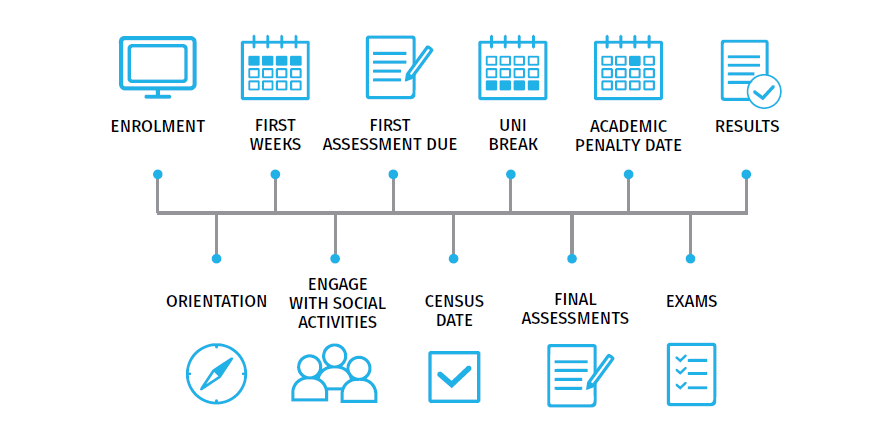 ENROLMENT
FIRST
WEEKS
FIRST
ASSESSMENT DUE
UNI
BREAK
ACADEMIC
PENALTY DATE
RESULTS
ORIENTATION
ENGAGE
WITH SOCIAL
ACTIVITIES
CENSUS
DATE
FINAL
ASSESSMENTS
EXAMS